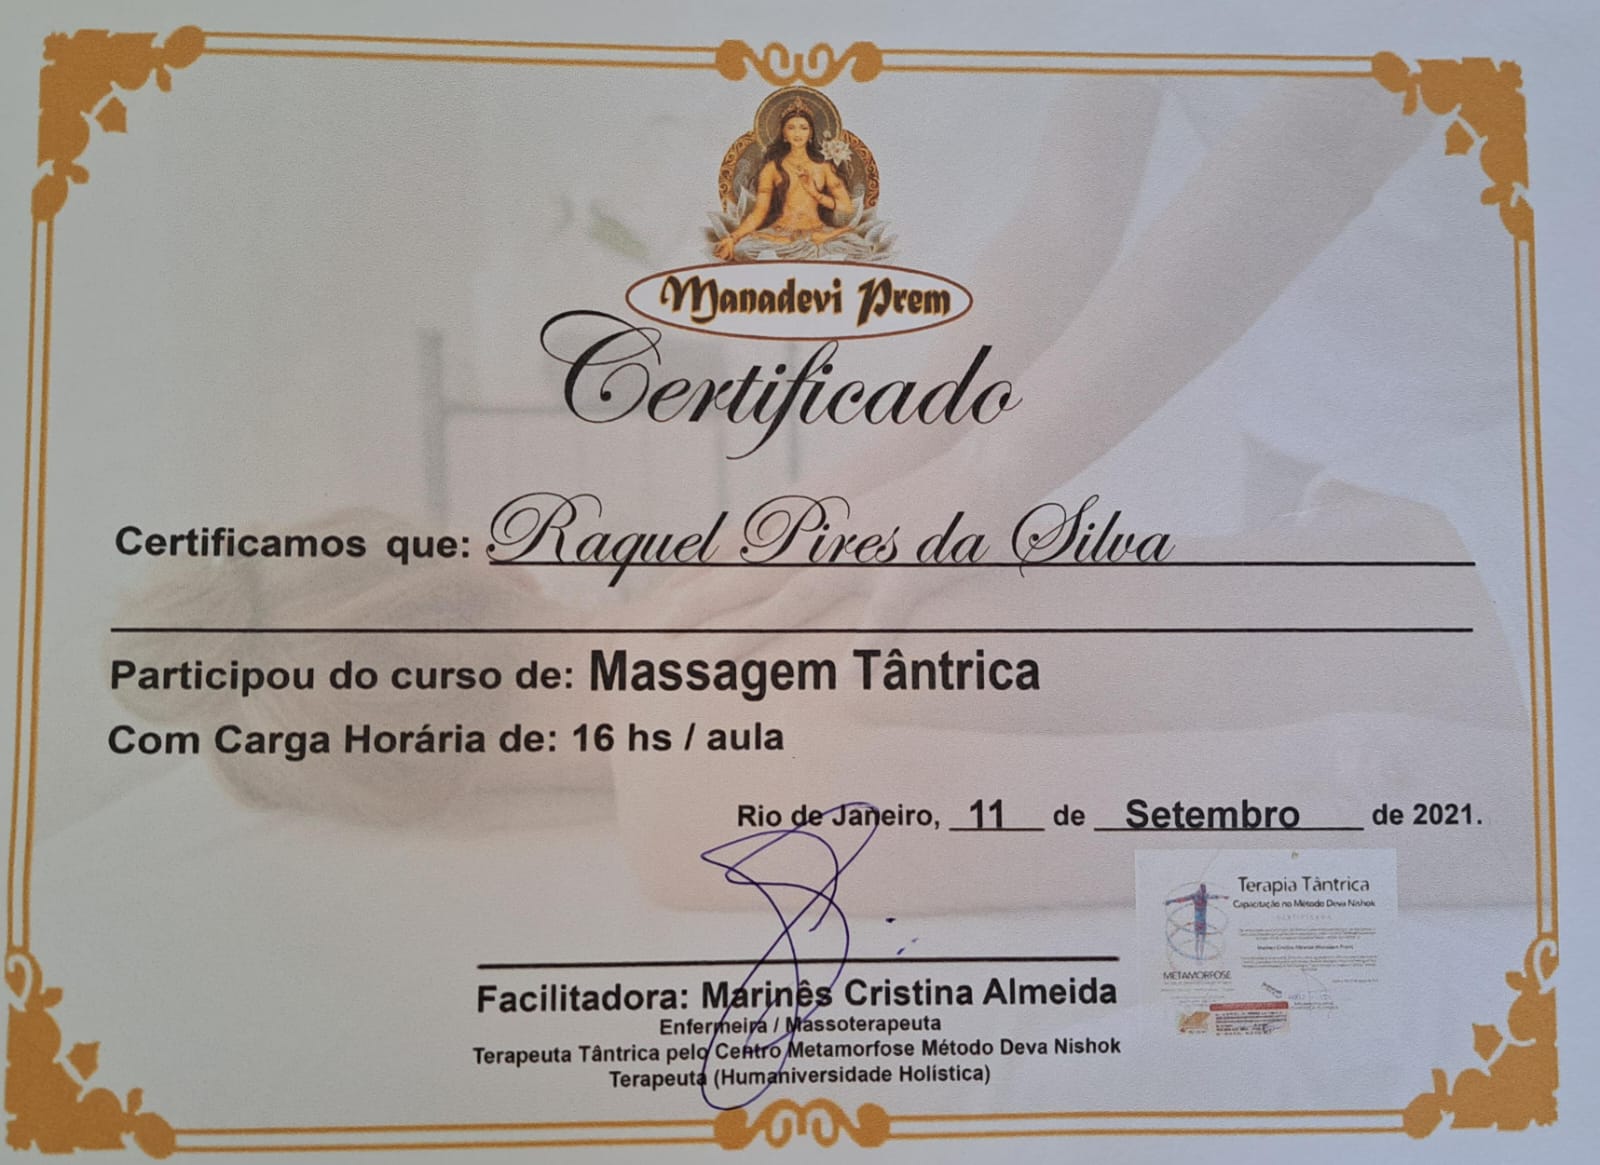 Manadevi Prem
Certificado
Certificamos que: Raquel Pires da Silva
Participou do curso de: Massagem Tântrica
Com Carga Horária de: 16 hs / aula
Rio de Janeiro, 11 de Setembro de 2021.
Terapia Tântrica
Capacitação no Método Deva Nishok
CERTIFICADO
METAMORFOSE
Facilitadora: Marinês Cristina Almeida
Enfermeira / Massoterapeuta
Terapeuta Tântrica pelo Centro Metamorfose Método Deva Nishok
Terapeuta (Humaniversidade Holística)